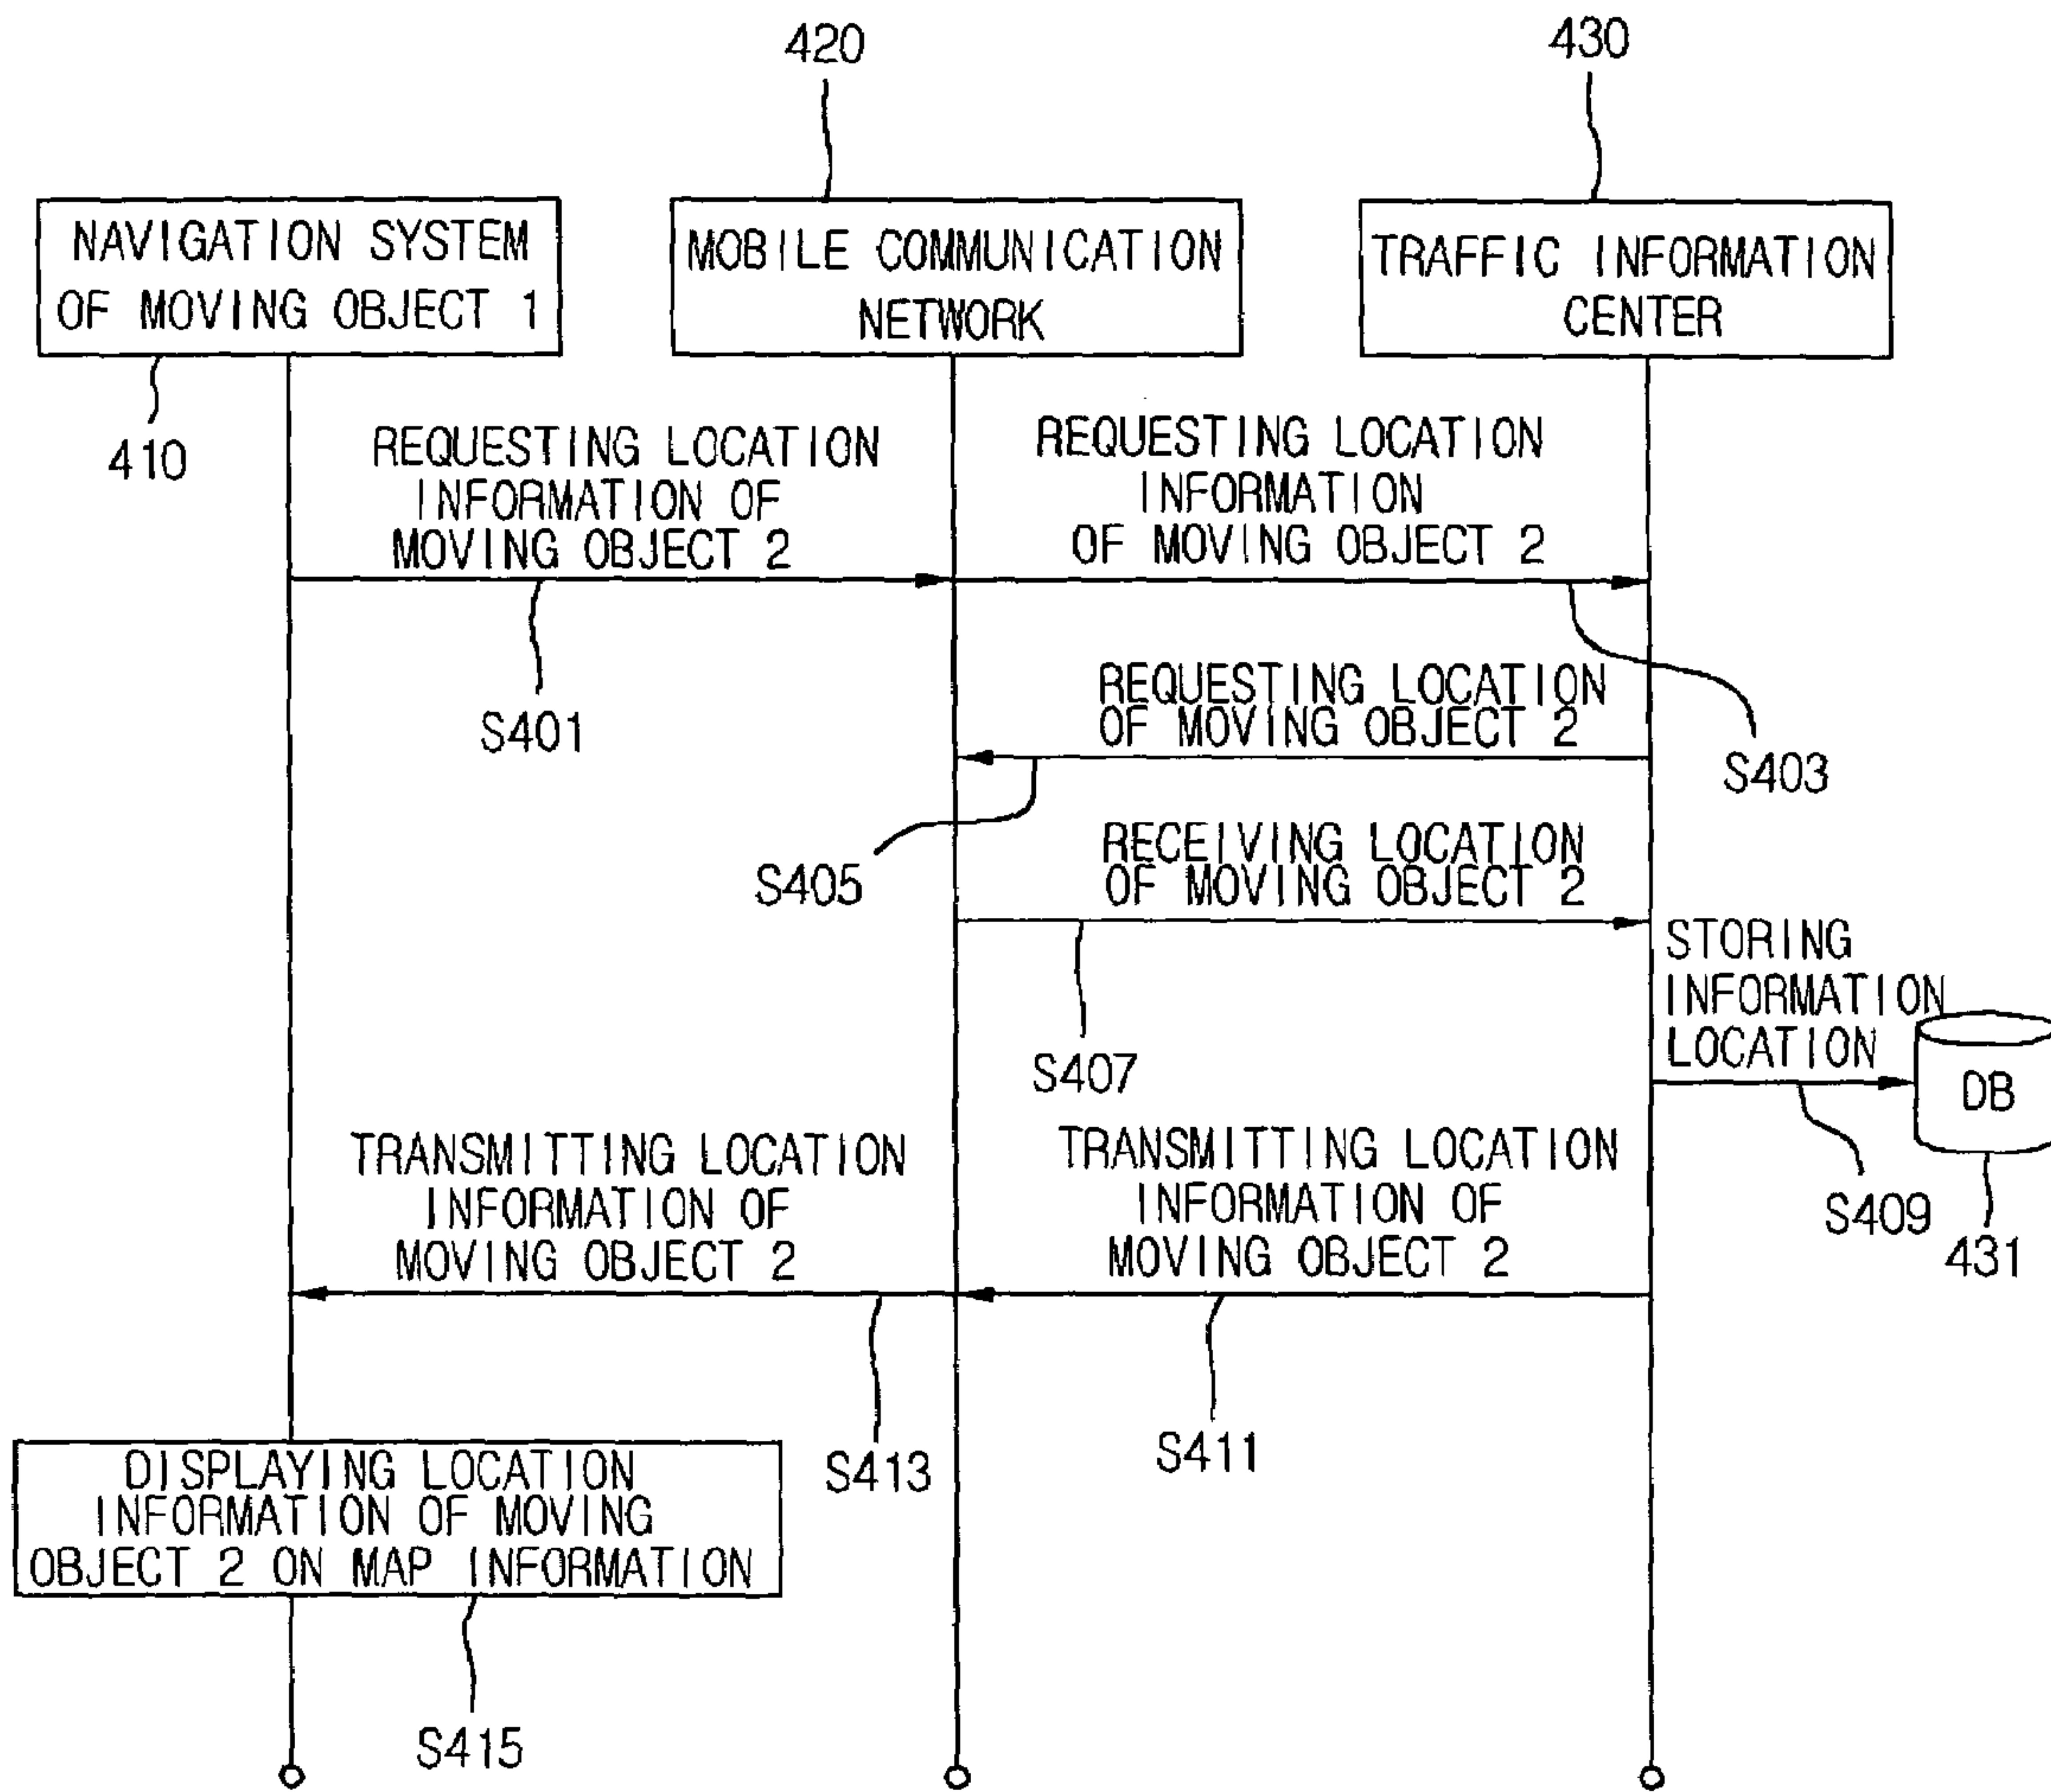 420
430
NAVIGATION SYSTEM
OF MOVING OBJECT 1
MOBILE COMMUNICATION
NETWORK
TRAFFIC INFORMATION
CENTER
410
REQUESTING LOCATION
INFORMATION OF
MOVING OBJECT 2
REQUESTING LOCATION
INFORMATION
OF MOVING OBJECT 2
S401
REQUESTING LOCATION
OF MOVING OBJECT 2
S403
S405
RECEIVING LOCATION
OF MOVING OBJECT 2
S407
STORING
INFORMATION
LOCATION
DB
S409
431
TRANSMITTING LOCATION
INFORMATION OF
MOVING OBJECT 2
TRANSMITTING LOCATION
INFORMATION OF
MOVING OBJECT 2
S413
S411
DISPLAYING LOCATION
INFORMATION OF MOVING
OBJECT 2 ON MAP INFORMATION
S415